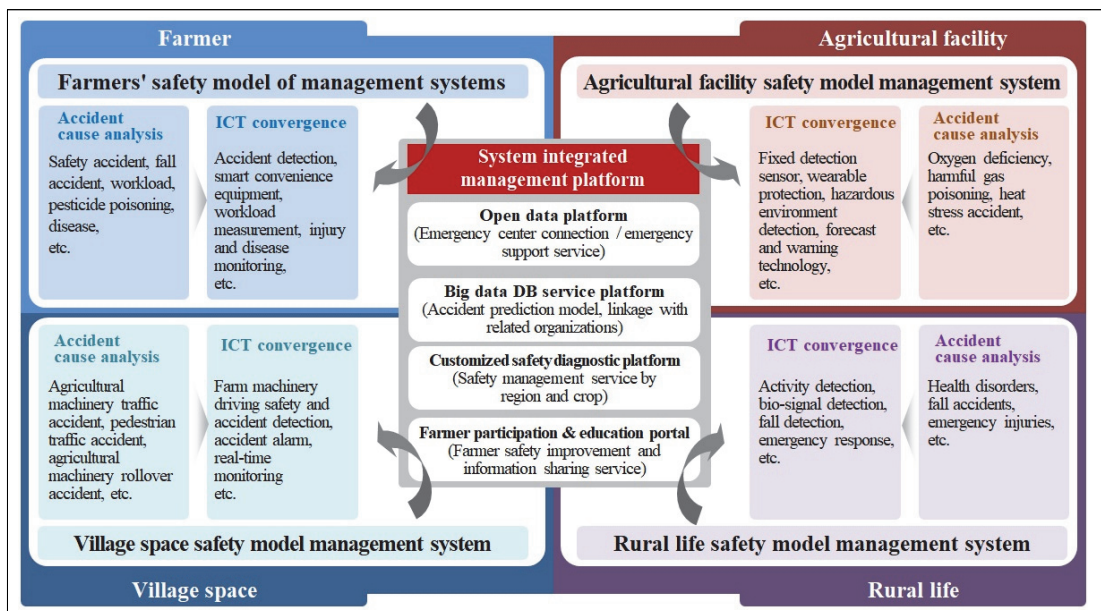 Farmer
Farmers' safety model of management systems
Accident
cause analysis
Safety accident, fall
accident, workload,
pesticide poisoning,
disease,
etc.
ICT convergence
Accident detection,
smart convenience
equipment,
workload
measurement, injury
and disease
monitoring,
etc.
Agricultural facility
Agricultural facility safety model management system
ICT convergence
Fixed detection
sensor, wearable
protection, hazardous
environment
detection, forecast
and warning
technology,
etc.
Accident
cause analysis
Oxygen deficiency,
harmful gas
poisoning, heat
stress accident,
etc.
System integrated
management platform
Open data platform
(Emergency center connection / emergency
support service)
Big data DB service platform
(Accident prediction model, linkage with
related organizations)
Customized safety diagnostic platform
(Safety management service by
region and crop)
Farmer participation & education portal
(Farmer safety improvement and
information sharing service)
Accident
cause analysis
Agricultural
machinery traffic
accident, pedestrian
traffic accident,
agricultural
machinery rollover
accident, etc.
ICT convergence
Farm machinery
driving safety and
accident detection,
accident alarm,
real-time
monitoring
etc.
Village space safety model management system
Village space
ICT convergence
Activity detection,
bio-signal detection,
fall detection,
emergency response,
etc.
Accident
cause analysis
Health disorders,
fall accidents,
emergency injuries,
etc.
Rural life safety model management system
Rural life